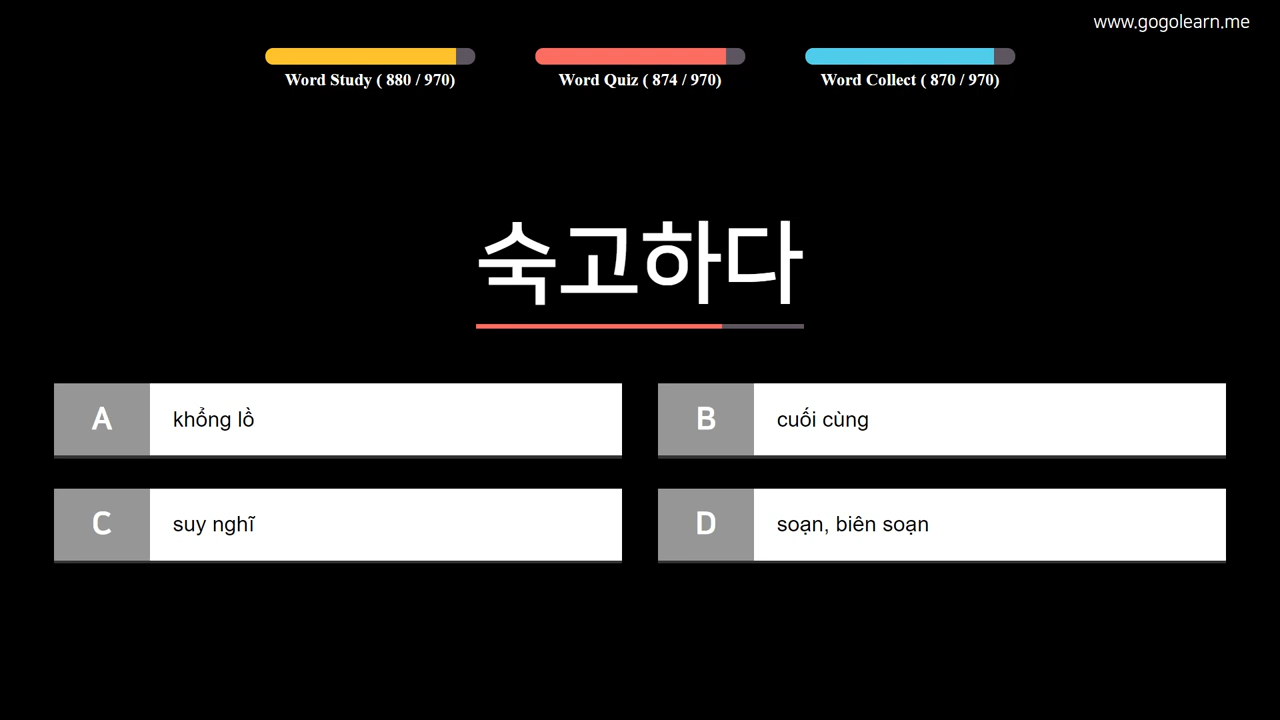 www.gogolearn.me
Word Study ( 880 / 970)
Word Quiz ( 874 / 970)
Word Collect ( 870 / 970)
숙고하다
A
khổng lồ
B
cuối cùng
C
suy nghĩ
D
soạn, biên soạn